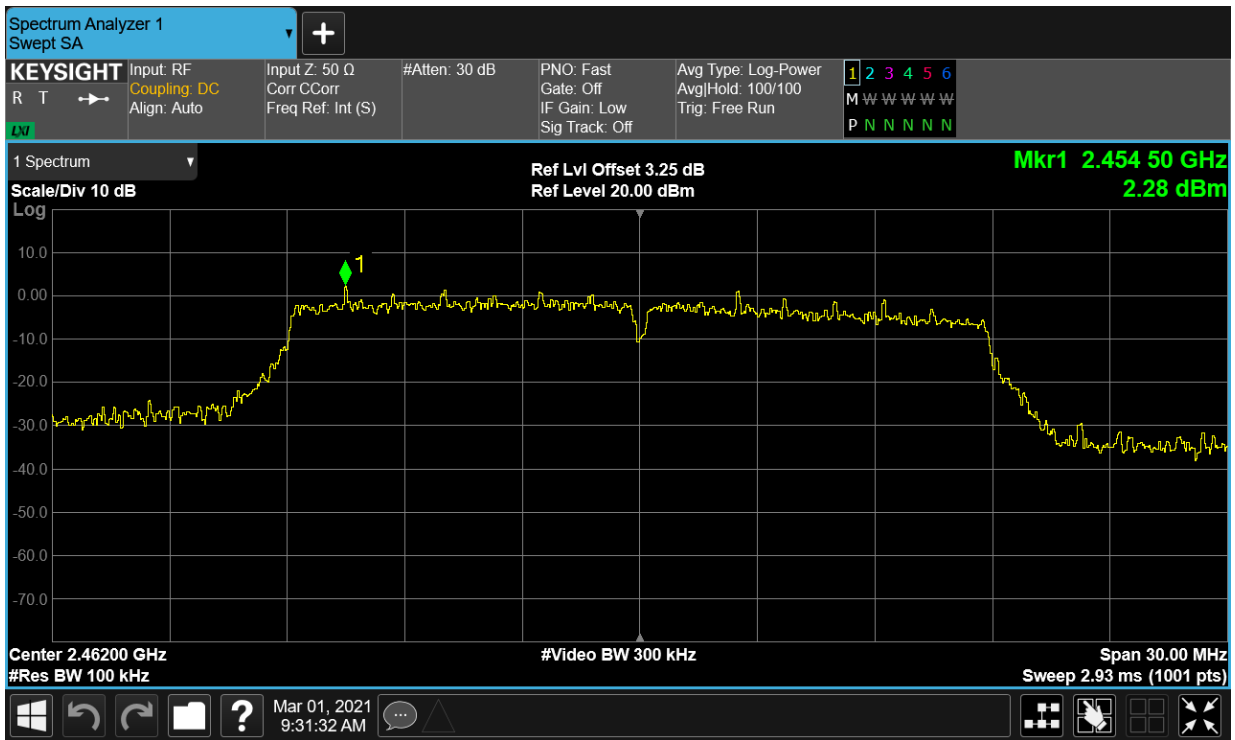 Spectrum Analyzer 1
Swept SA
+
KEYSIGHT
R T
LXI
Input: RF
Coupling: DC
Align: Auto
Input Z: 50 Ω
Corr CCorr
Freq Ref: Int (S)
#Atten: 30 dB
PNO: Fast
Gate: Off
IF Gain: Low
Sig Track: Off
Avg Type: Log-Power
Avg|Hold: 100/100
Trig: Free Run
1 2 3 4 5 6
M W W W W W
P N N N N N
1 Spectrum
Scale/Div 10 dB
Log
Ref Lvl Offset 3.25 dB
Ref Level 20.00 dBm
Mkr1 2.454 50 GHz
2.28 dBm
10.0
0.00
-10.0
-20.0
-30.0
-40.0
-50.0
-60.0
-70.0
1
Center 2.46200 GHz
#Res BW 100 kHz
#Video BW 300 kHz
Span 30.00 MHz
Sweep 2.93 ms (1001 pts)
?
Mar 01, 2021
9:31:32 AM